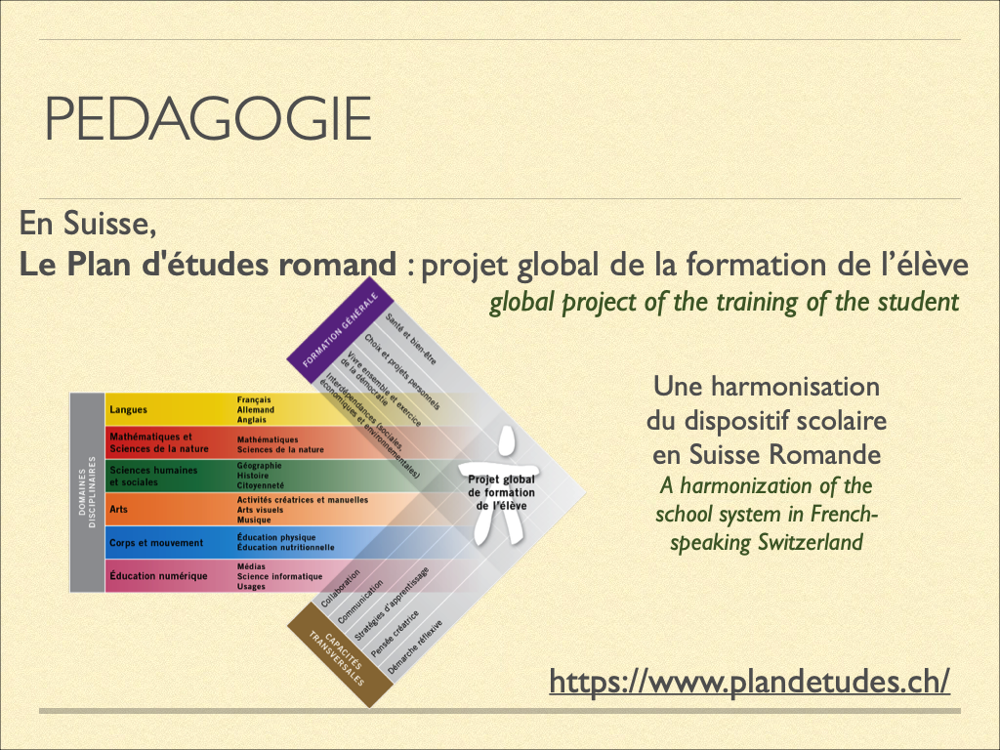 PEDAGOGIE
En Suisse,
Le Plan d'études romand : projet global de la formation de l’élève
global project of the training of the student
FORMATION GÉNÉRALE
Santé et bien-être
Choix et projets personnels
Vivre ensemble et exercice
de la démocratie
Interdépendances (sociales,
économiques et environnementales)
DOMAINES
DISCIPLINAIRES
Langues
Français
Allemand
Anglais
Mathématiques et
Sciences de la nature
Mathématiques
Sciences de la nature
Sciences humaines
et sociales
Géographie
Histoire
Citoyenneté
Arts
Activités créatrices et manuelles
Arts visuels
Musique
Corps et mouvement
Éducation physique
Éducation nutritionnelle
Éducation numérique
Médias
Science informatique
Usages
Projet global
de formation
de l'élève
CAPACITÉS
TRANSVERSALES
Collaboration
Communication
Stratégies d'apprentissage
Pensée créatrice
Démarche réflexive
Une harmonisation
du dispositif scolaire
en Suisse Romande
A harmonization of the
school system in French-
speaking Switzerland
https://www.plandetudes.ch/